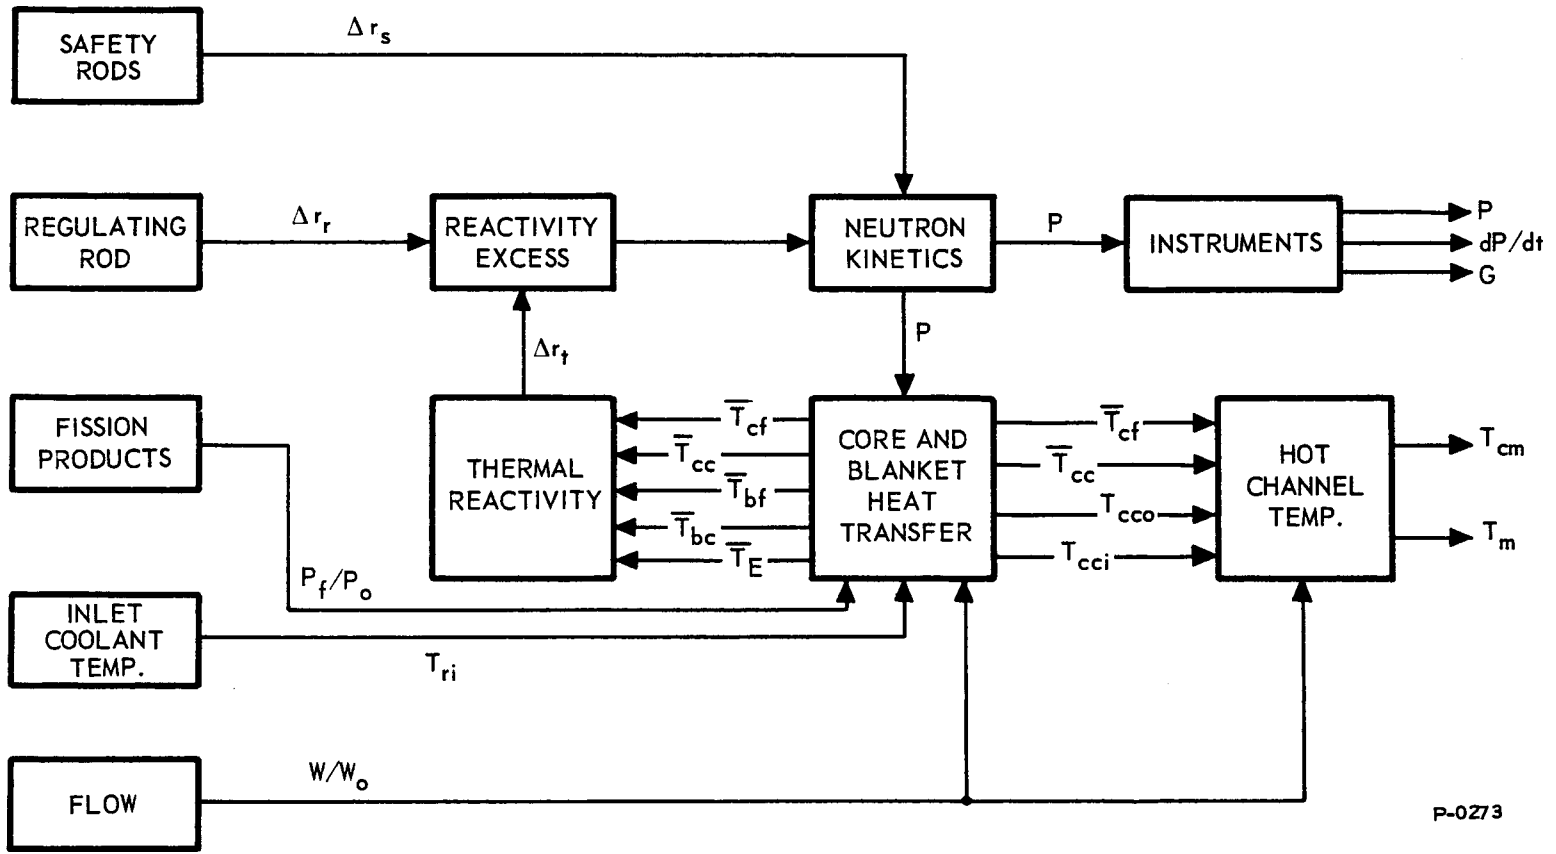 SAFETY
RODS
Δr_s
REGULATING
ROD
Δr_r
REACTIVITY
EXCESS
NEUTRON
KINETICS
P
INSTRUMENTS
P
dP/dt
G
P
Δr_t
FISSION
PRODUCTS
P_f/P_o
THERMAL
REACTIVITY
T̅_cf
T̅_cc
T̅_bf
T̅_bc
T̅_E
CORE AND
BLANKET
HEAT
TRANSFER
T̅_cf
T̅_cc
T_cco
T_cci
HOT
CHANNEL
TEMP.
T_cm
T_m
INLET
COOLANT
TEMP.
T_ri
FLOW
W/W_o
P-0273